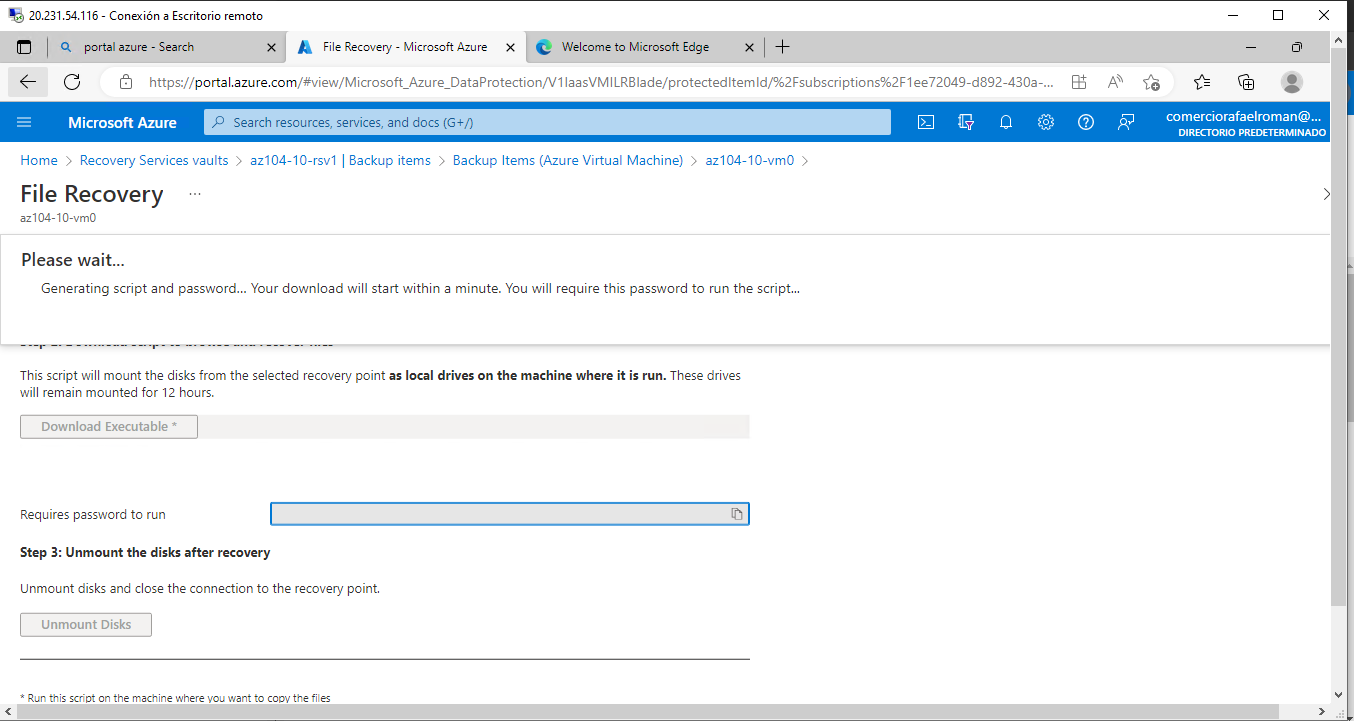 20.231.54.116 - Conexión a Escritorio remoto
portal azure - Search
File Recovery - Microsoft Azure
Welcome to Microsoft Edge
https://portal.azure.com/#view/Microsoft_Azure_DataProtection/V1IaasVMILRBlade/protectedItemId/%2Fsubscriptions%2F1ee72049-d892-430a-...
Microsoft Azure
Search resources, services, and docs (G+/)
comerciorafaelroman@...
DIRECTORIO PREDETERMINADO
Home > Recovery Services vaults > az104-10-rsv1 | Backup items > Backup Items (Azure Virtual Machine) > az104-10-vm0 >
File Recovery ...
az104-10-vm0
Please wait...
Generating script and password... Your download will start within a minute. You will require this password to run the script...
This script will mount the disks from the selected recovery point as local drives on the machine where it is run. These drives
will remain mounted for 12 hours.
Download Executable *
Requires password to run
Step 3: Unmount the disks after recovery
Unmount disks and close the connection to the recovery point.
Unmount Disks
* Run this script on the machine where you want to copy the files